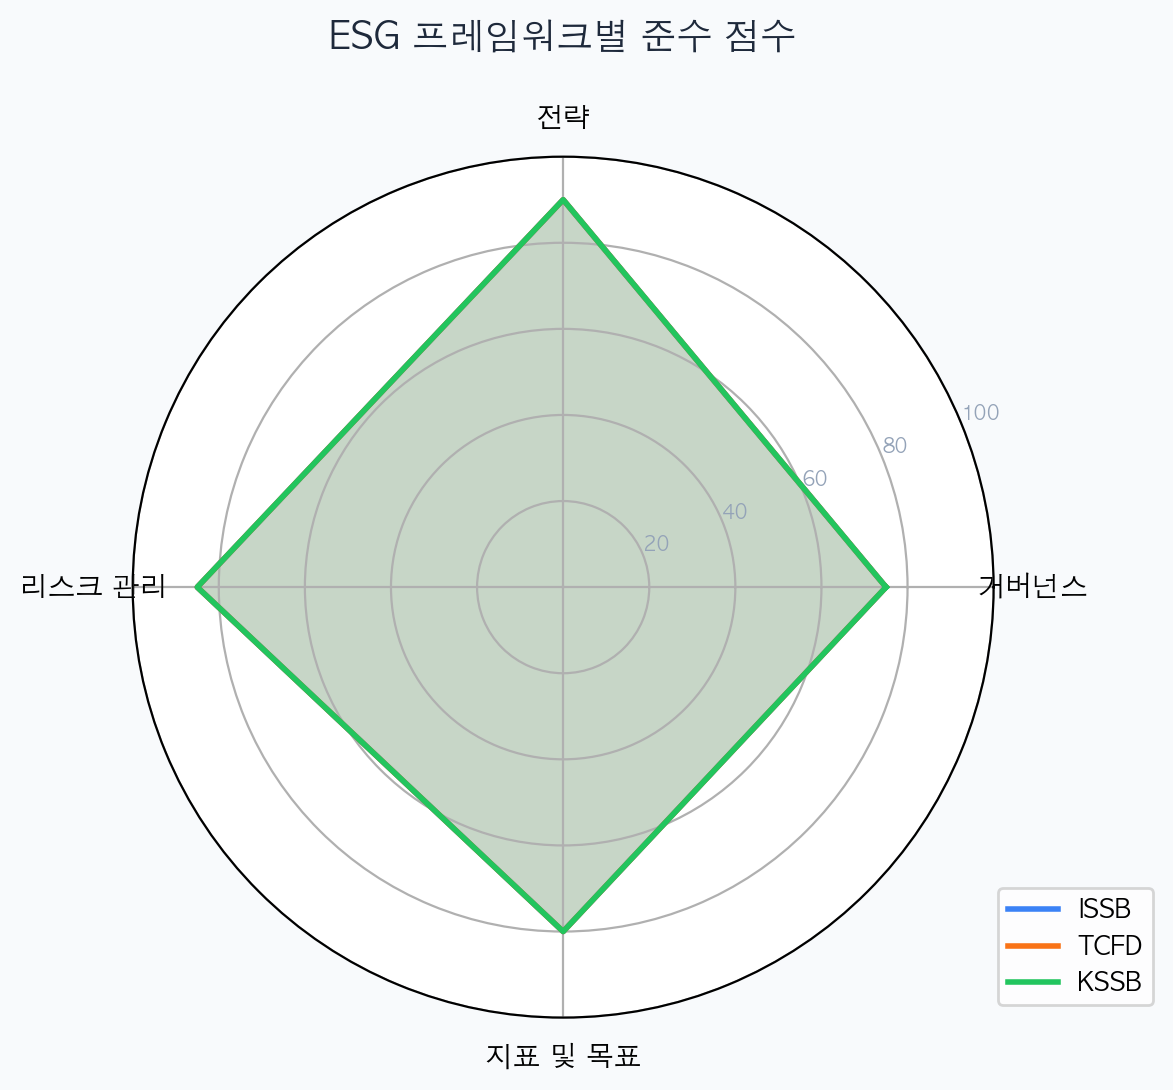 ESG 프레임워크별 준수 점수
전략
100
80
60
40
20
리스크 관리
거버넌스
지표 및 목표
ISSB
TCFD
KSSB